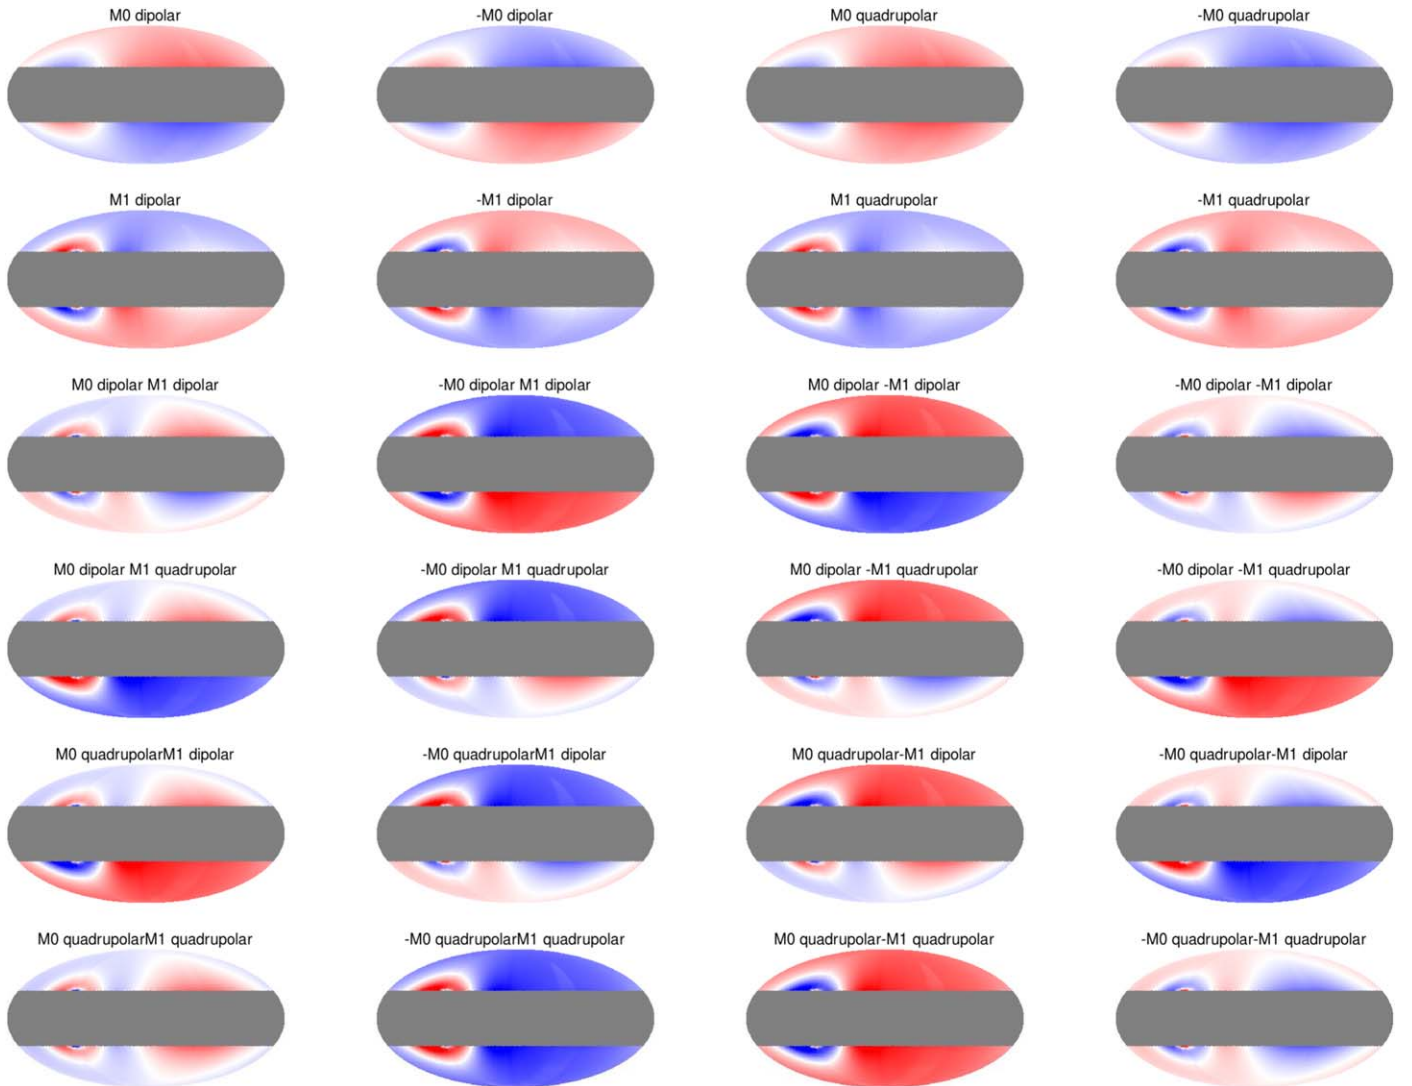 M0 dipolar
-M0 dipolar
M0 quadrupolar
-M0 quadrupolar
M1 dipolar
-M1 dipolar
M1 quadrupolar
-M1 quadrupolar
M0 dipolar M1 dipolar
-M0 dipolar M1 dipolar
M0 dipolar -M1 dipolar
-M0 dipolar -M1 dipolar
M0 dipolar M1 quadrupolar
-M0 dipolar M1 quadrupolar
M0 dipolar -M1 quadrupolar
-M0 dipolar -M1 quadrupolar
M0 quadrupolarM1 dipolar
-M0 quadrupolarM1 dipolar
M0 quadrupolar-M1 dipolar
-M0 quadrupolar-M1 dipolar
M0 quadrupolarM1 quadrupolar
-M0 quadrupolarM1 quadrupolar
M0 quadrupolar-M1 quadrupolar
-M0 quadrupolar-M1 quadrupolar